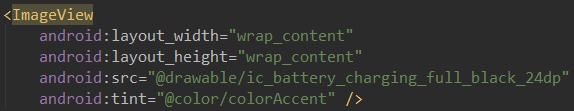 <ImageView
android:layout_width="wrap_content"
android:layout_height="wrap_content"
android:src="@drawable/ic_battery_charging_full_black_24dp"
android:tint="@color/colorAccent" />